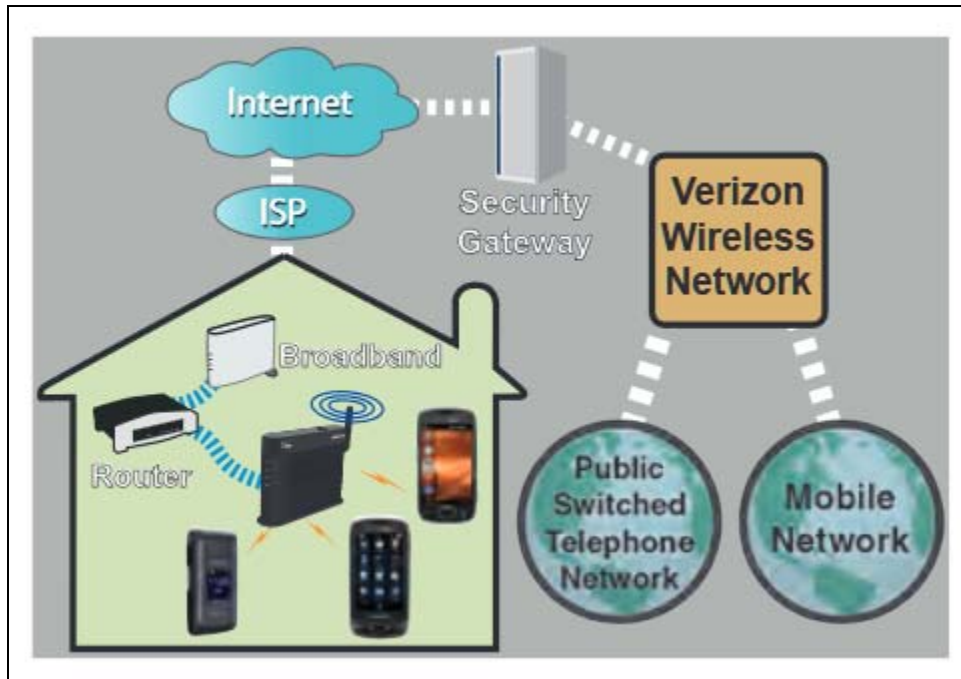 Internet
ISP
Security
Gateway
Verizon
Wireless
Network
Broadband
Router
Public
Switched
Telephone
Network
Mobile
Network